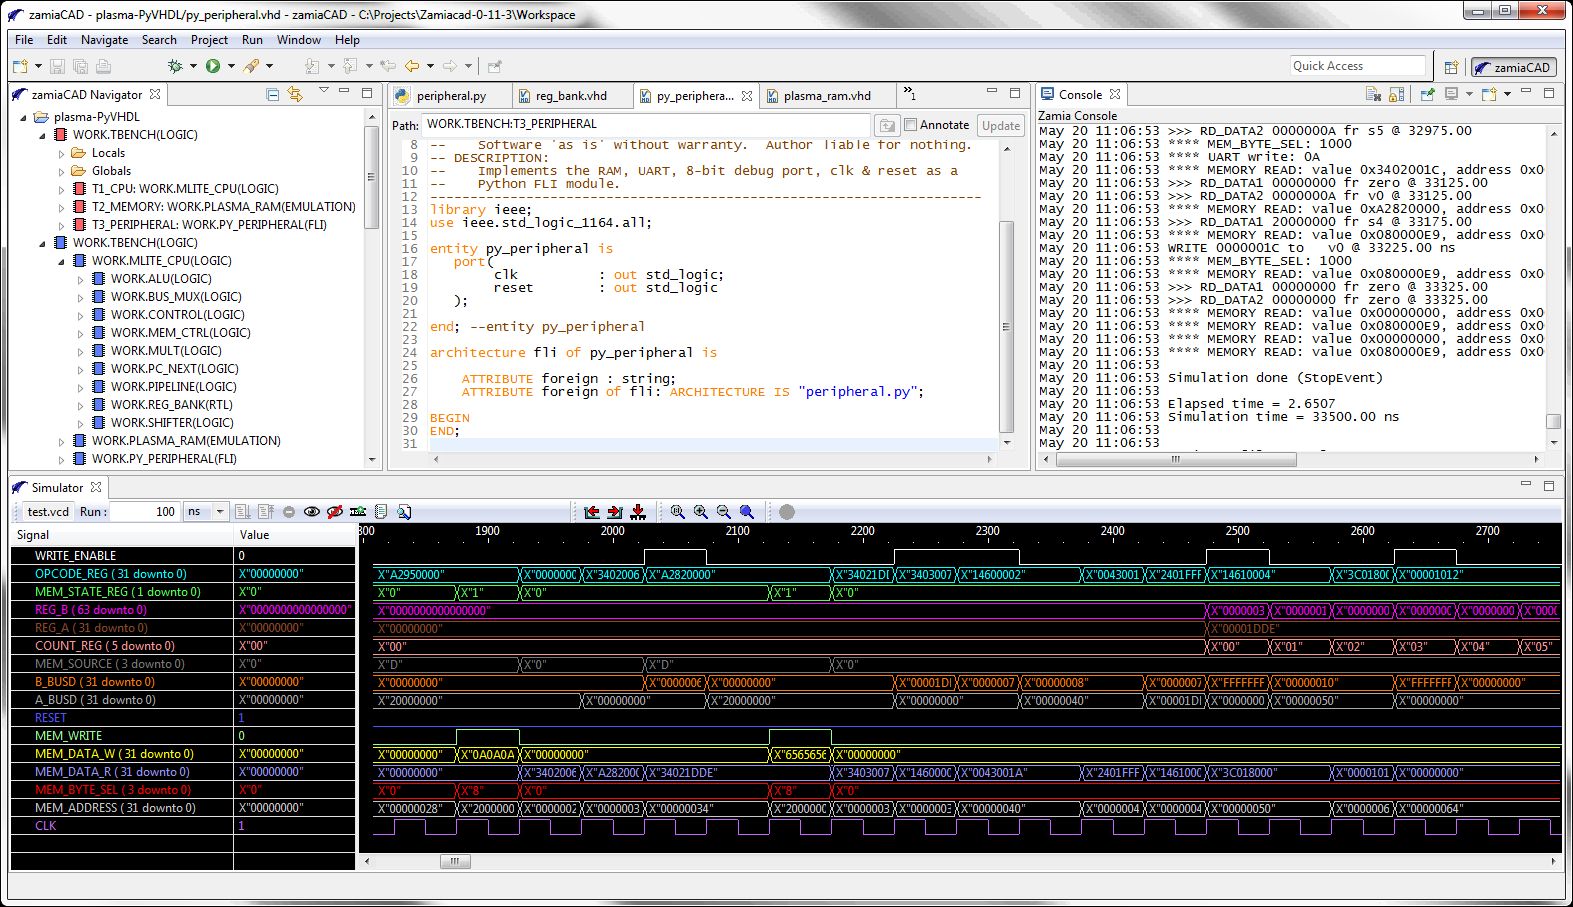 zamiaCAD - plasma-PyVHDL/py_peripheral.vhd - zamiaCAD - C:\Projects\Zamiacad-0-11-3\Workspace
File Edit Navigate Search Project Run Window Help
Quick Access
zamiaCAD
zamiaCAD Navigator
plasma-PyVHDL
WORK.TBENCH(LOGIC)
Locals
Globals
T1_CPU: WORK.MLITE_CPU(LOGIC)
T2_MEMORY: WORK.PLASMA_RAM(EMULATION)
T3_PERIPHERAL: WORK.PY_PERIPHERAL(FLI)
WORK.TBENCH(LOGIC)
WORK.MLITE_CPU(LOGIC)
WORK.ALU(LOGIC)
WORK.BUS_MUX(LOGIC)
WORK.CONTROL(LOGIC)
WORK.MEM_CTRL(LOGIC)
WORK.MULT(LOGIC)
WORK.PC_NEXT(LOGIC)
WORK.PIPELINE(LOGIC)
WORK.REG_BANK(RTL)
WORK.SHIFTER(LOGIC)
WORK.PLASMA_RAM(EMULATION)
WORK.PY_PERIPHERAL(FLI)
peripheral.py reg_bank.vhd py_periphera... plasma_ram.vhd »1
Path: WORK.TBENCH:T3_PERIPHERAL Annotate Update
8 -- Software 'as is' without warranty. Author liable for nothing.
9 -- DESCRIPTION:
10 -- Implements the RAM, UART, 8-bit debug port, clk & reset as a
11 -- Python FLI module.
12 ---------------------------------------------------------------------
13 library ieee;
14 use ieee.std_logic_1164.all;
15
16 entity py_peripheral is
17 port(
18 clk : out std_logic;
19 reset : out std_logic
20 );
21
22 end; --entity py_peripheral
23
24 architecture fli of py_peripheral is
25
26 ATTRIBUTE foreign : string;
27 ATTRIBUTE foreign of fli: ARCHITECTURE IS "peripheral.py";
28
29 BEGIN
30 END;
31
Console
Zamia Console
May 20 11:06:53 >>> RD_DATA2 0000000A fr s5 @ 32975.00
May 20 11:06:53 **** MEM_BYTE_SEL: 1000
May 20 11:06:53 **** UART write: 0A
May 20 11:06:53 **** MEMORY READ: value 0x3402001C, address 0x0
May 20 11:06:53 >>> RD_DATA1 00000000 fr zero @ 33125.00
May 20 11:06:53 >>> RD_DATA2 0000000A fr v0 @ 33125.00
May 20 11:06:53 **** MEMORY READ: value 0xA2820000, address 0x0
May 20 11:06:53 >>> RD_DATA1 20000000 fr s4 @ 33175.00
May 20 11:06:53 **** MEMORY READ: value 0x080000E9, address 0x0
May 20 11:06:53 WRITE 0000001C to v0 @ 33225.00 ns
May 20 11:06:53 **** MEM_BYTE_SEL: 1000
May 20 11:06:53 **** MEMORY READ: value 0x080000E9, address 0x0
May 20 11:06:53 >>> RD_DATA1 00000000 fr zero @ 33325.00
May 20 11:06:53 >>> RD_DATA2 00000000 fr zero @ 33325.00
May 20 11:06:53 **** MEMORY READ: value 0x00000000, address 0x0
May 20 11:06:53 **** MEMORY READ: value 0x080000E9, address 0x0
May 20 11:06:53 **** MEMORY READ: value 0x00000000, address 0x0
May 20 11:06:53 **** MEMORY READ: value 0x080000E9, address 0x0
May 20 11:06:53
May 20 11:06:53 Simulation done (StopEvent)
May 20 11:06:53
May 20 11:06:53 Elapsed time = 2.6507
May 20 11:06:53 Simulation time = 33500.00 ns
May 20 11:06:53
May 20 11:06:53
Simulator
test.vcd Run : 100 ns
Signal Value 1900 2000 2100 2200 2300 2400 2500 2600 2700
WRITE_ENABLE 0
OPCODE_REG ( 31 downto 0) X"00000000" X"A2950000" X"0000000 X"3402006 X"A2820000" X"34021DD X"3403007 X"14600002" X"0043001 X"2401FFF X"14610004" X"3C01800 X"00001012"
MEM_STATE_REG ( 1 downto 0) X"0" X"0" X"1" X"0" X"1" X"0"
REG_B ( 63 downto 0) X"0000000000000000" X"0000000000000000" X"0000003 X"0000001 X"0000000 X"0000000 X"0000000 X"000
REG_A ( 31 downto 0) X"00000000" X"00000000" X"00001DDE"
COUNT_REG ( 5 downto 0) X"00" X"00" X"00" X"01" X"02" X"03" X"04" X"05"
MEM_SOURCE ( 3 downto 0) X"0" X"D" X"0" X"D" X"0"
B_BUSD ( 31 downto 0) X"00000000" X"00000000" X"0000006 X"00000000" X"00001DI X"0000007 X"00000008" X"0000007 X"FFFFFFF X"00000010" X"FFFFFFF X"00000000"
A_BUSD ( 31 downto 0) X"00000000" X"20000000" X"00000000" X"20000000" X"00000000" X"00000040" X"00001DI X"0000000 X"00000050" X"00000000"
RESET 1
MEM_WRITE 0
MEM_DATA_W ( 31 downto 0) X"00000000" X"00000000" X"0A0A0A X"00000000" X"6565656 X"00000000"
MEM_DATA_R ( 31 downto 0) X"00000000" X"00000000" X"3402006 X"A282000 X"34021DDE" X"3403007 X"1460000 X"0043001A" X"2401FFF X"1461000 X"3C018000" X"0000101 X"00000000"
MEM_BYTE_SEL ( 3 downto 0) X"0" X"0" X"8" X"0" X"8" X"0"
MEM_ADDRESS ( 31 downto 0) X"00000000" X"00000028" X"2000000 X"0000002 X"0000003 X"00000034" X"2000000 X"0000003 X"0000003 X"00000040" X"0000004 X"0000004 X"00000050" X"0000006 X"00000064"
CLK 1